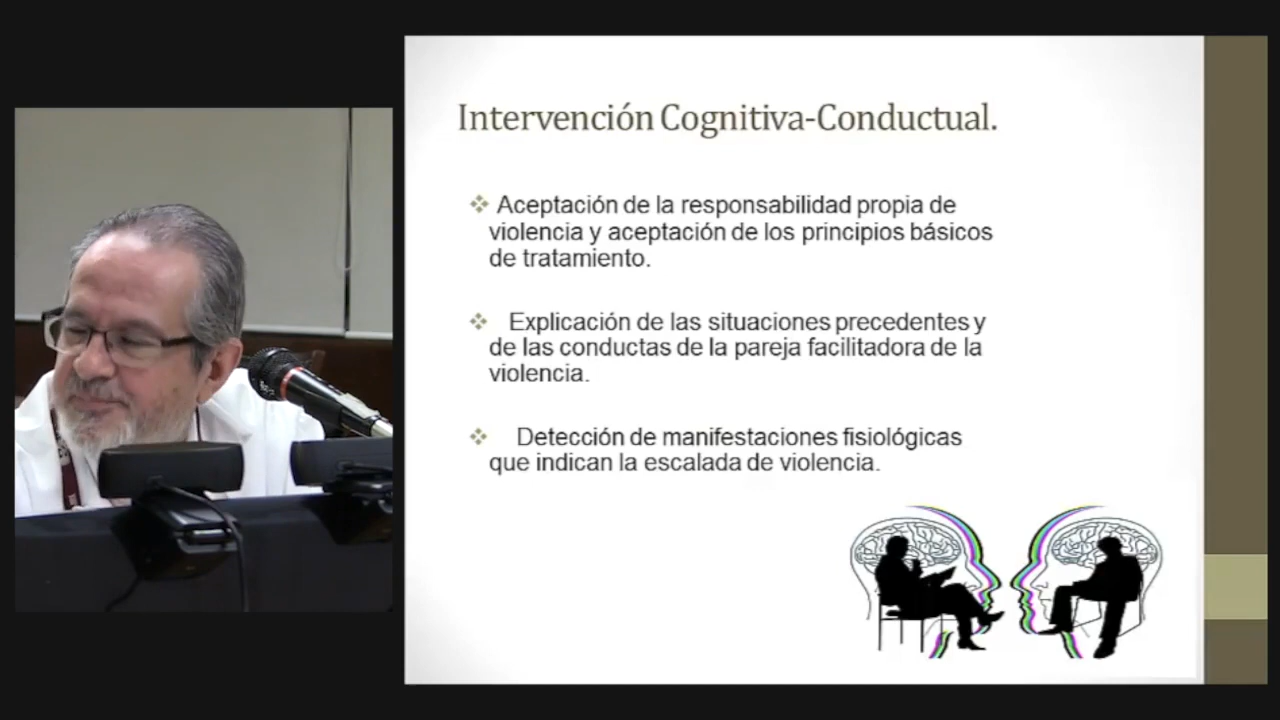 Intervención Cognitiva-Conductual.
Aceptación de la responsabilidad propia de
violencia y aceptación de los principios básicos
de tratamiento.
Explicación de las situaciones precedentes y
de las conductas de la pareja facilitadora de la
violencia.
Detección de manifestaciones fisiológicas
que indican la escalada de violencia.